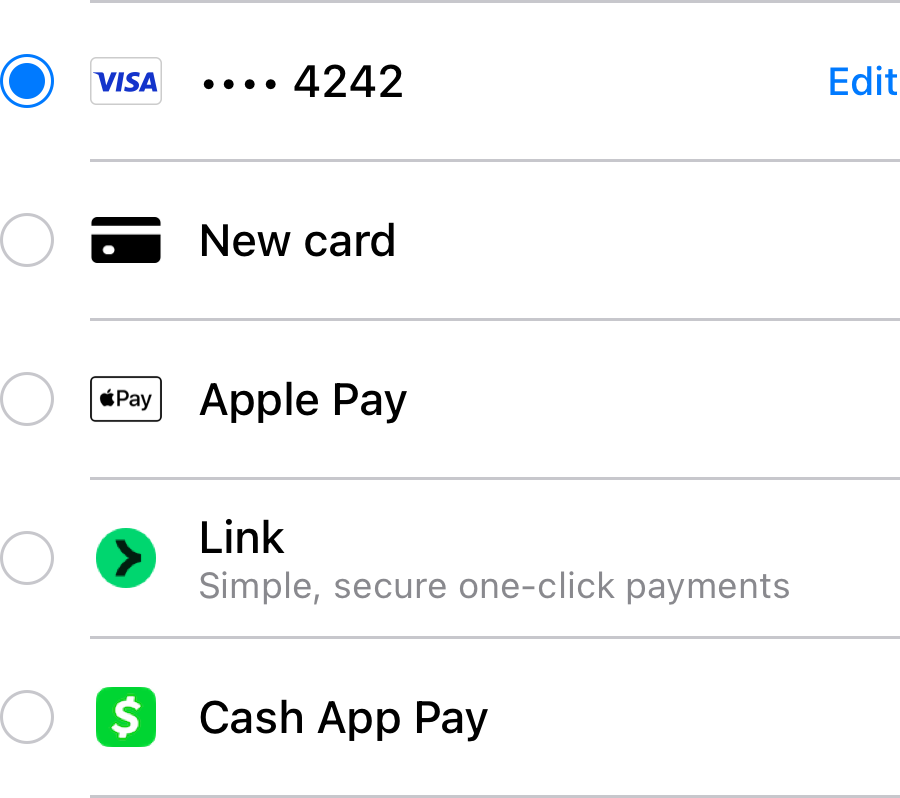 VISA •••• 4242 Edit
New card
Pay Apple Pay
Link
Simple, secure one-click payments
$ Cash App Pay